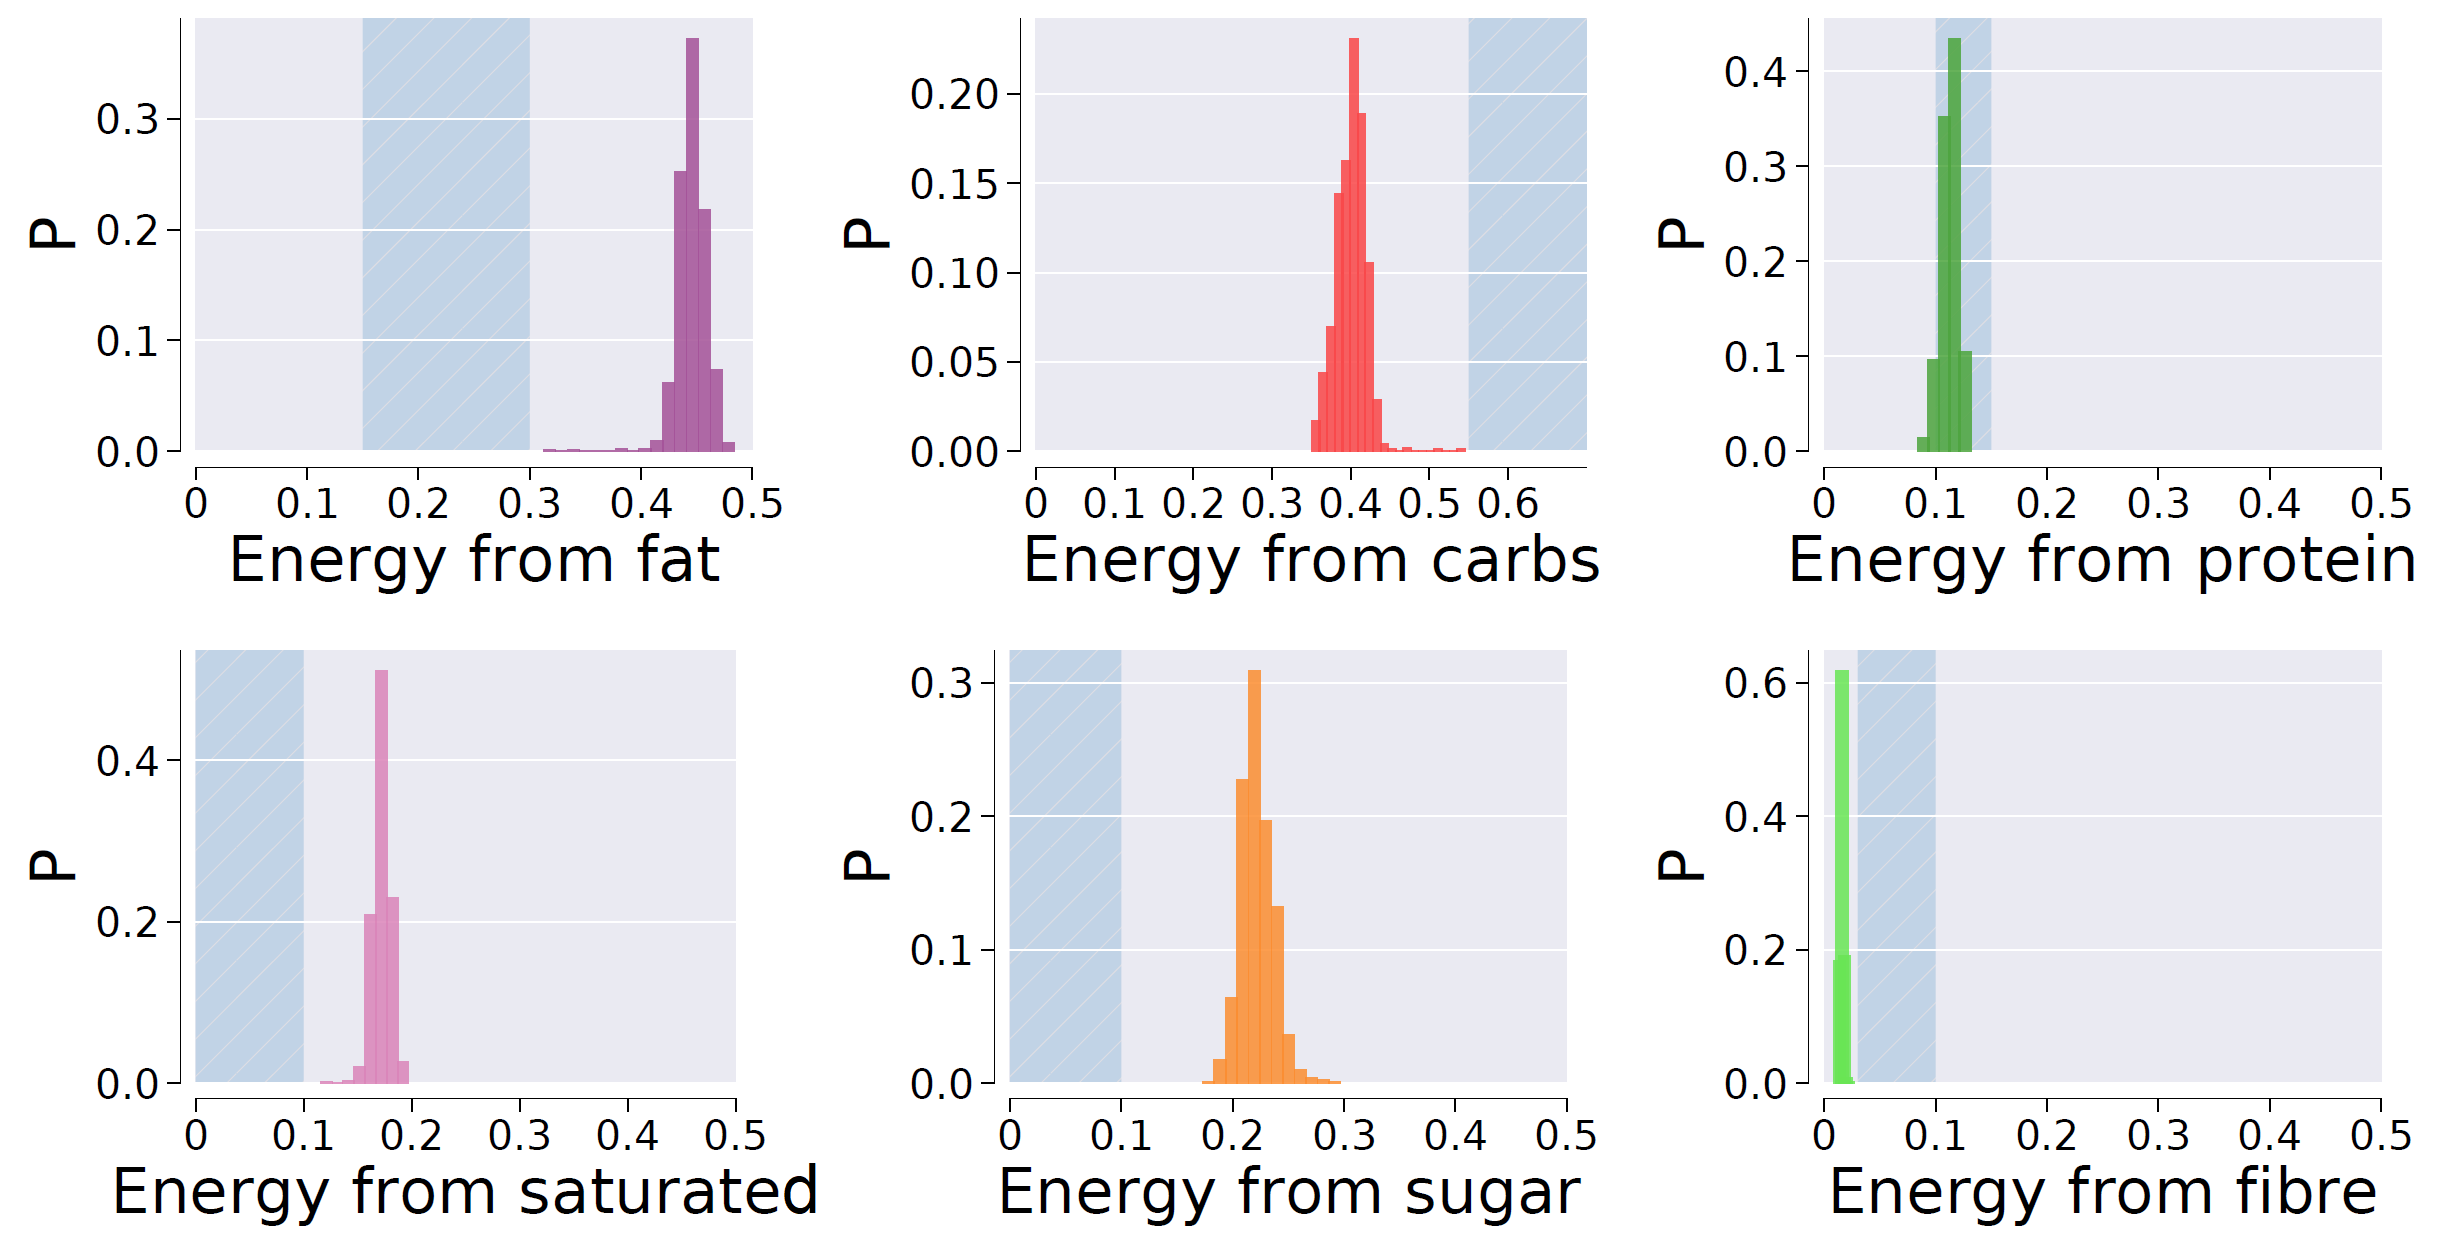 P
0.3
0.2
0.1
0.0
0 0.1 0.2 0.3 0.4 0.5
Energy from fat
P
0.20
0.15
0.10
0.05
0.00
0 0.1 0.2 0.3 0.4 0.5 0.6
Energy from carbs
P
0.4
0.3
0.2
0.1
0.0
0 0.1 0.2 0.3 0.4 0.5
Energy from protein
P
0.4
0.2
0.0
0 0.1 0.2 0.3 0.4 0.5
Energy from saturated
P
0.3
0.2
0.1
0.0
0 0.1 0.2 0.3 0.4 0.5
Energy from sugar
P
0.6
0.4
0.2
0.0
0 0.1 0.2 0.3 0.4 0.5
Energy from fibre